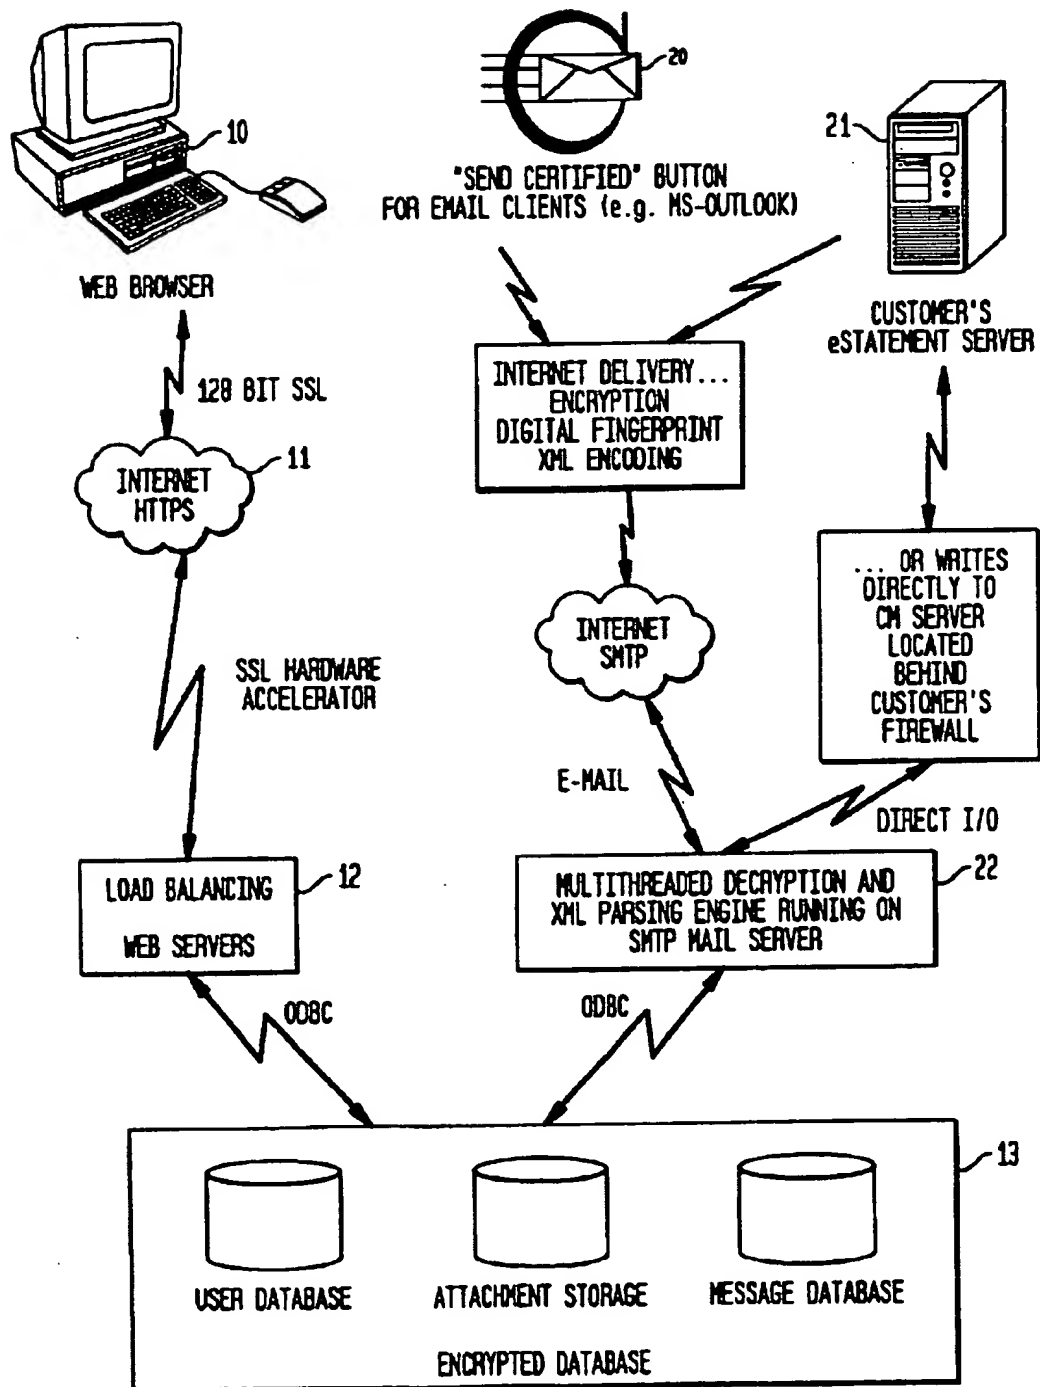 10
WEB BROWSER
128 BIT SSL
11
INTERNET
HTTPS
SSL HARDWARE
ACCELERATOR
12
LOAD BALANCING
WEB SERVERS
ODBC
20
"SEND CERTIFIED" BUTTON
FOR EMAIL CLIENTS (e.g. MS-OUTLOOK)
21
CUSTOMER'S
eSTATEMENT SERVER
INTERNET DELIVERY...
ENCRYPTION
DIGITAL FINGERPRINT
XML ENCODING
INTERNET
SMTP
... OR WRITES
DIRECTLY TO
CM SERVER
LOCATED
BEHIND
CUSTOMER'S
FIREWALL
E-MAIL
DIRECT I/O
22
MULTITHREADED DECRYPTION AND
XML PARSING ENGINE RUNNING ON
SMTP MAIL SERVER
ODBC
13
USER DATABASE
ATTACHMENT STORAGE
MESSAGE DATABASE
ENCRYPTED DATABASE